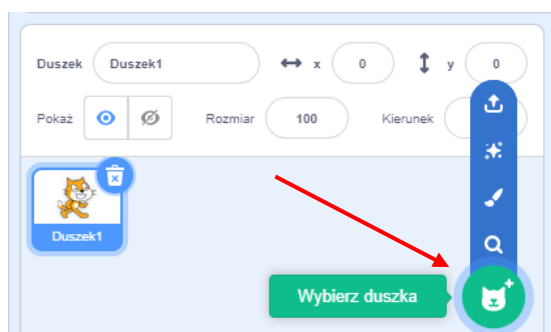 Duszek Duszek1 x 0 y 0
Pokaż Rozmiar 100 Kierunek
Duszek1
Wybierz duszka